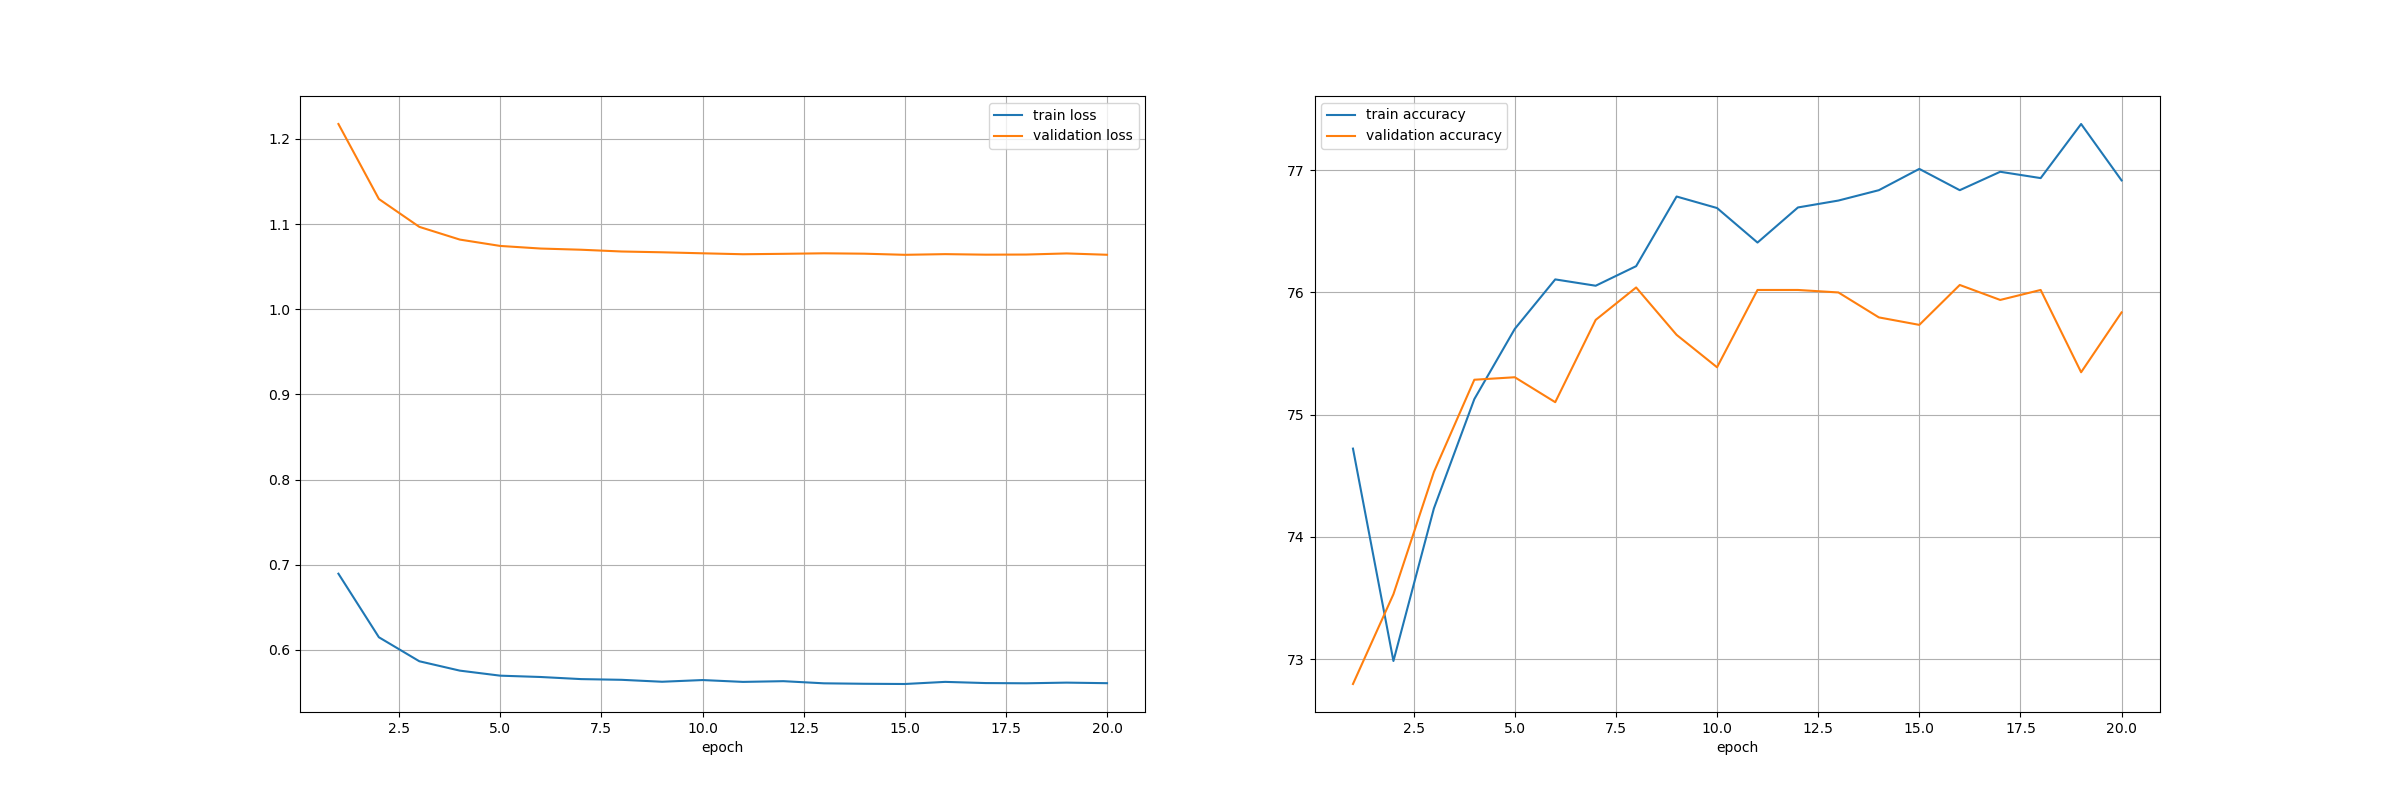 train loss
validation loss
1.2
1.1
1.0
0.9
0.8
0.7
0.6
2.5 5.0 7.5 10.0 12.5 15.0 17.5 20.0
epoch
train accuracy
validation accuracy
77
76
75
74
73
2.5 5.0 7.5 10.0 12.5 15.0 17.5 20.0
epoch